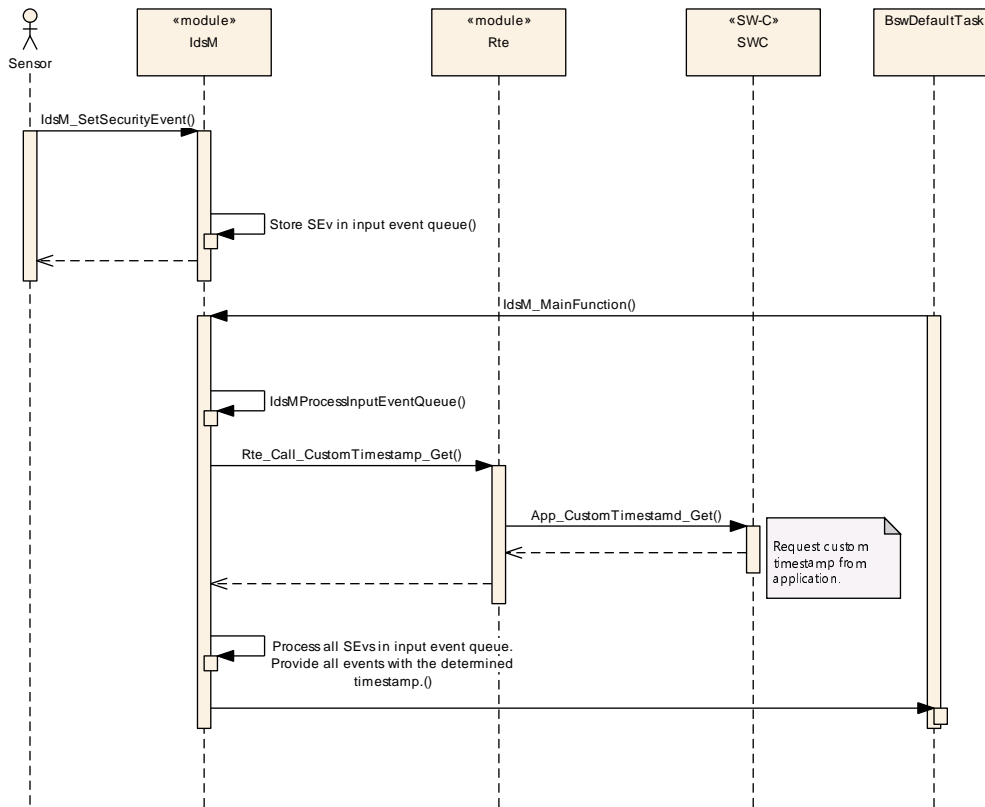 «module»
IdsM
«module»
Rte
«SW-C»
SWC
BswDefaultTask
Sensor
IdsM_SetSecurityEvent()
Store SEv in input event queue()
IdsM_MainFunction()
IdsMProcessInputEventQueue()
Rte_Call_CustomTimestamp_Get()
App_CustomTimestamd_Get()
Request custom
timestamp from
application.
Process all SEvs in input event queue.
Provide all events with the determined
timestamp.()